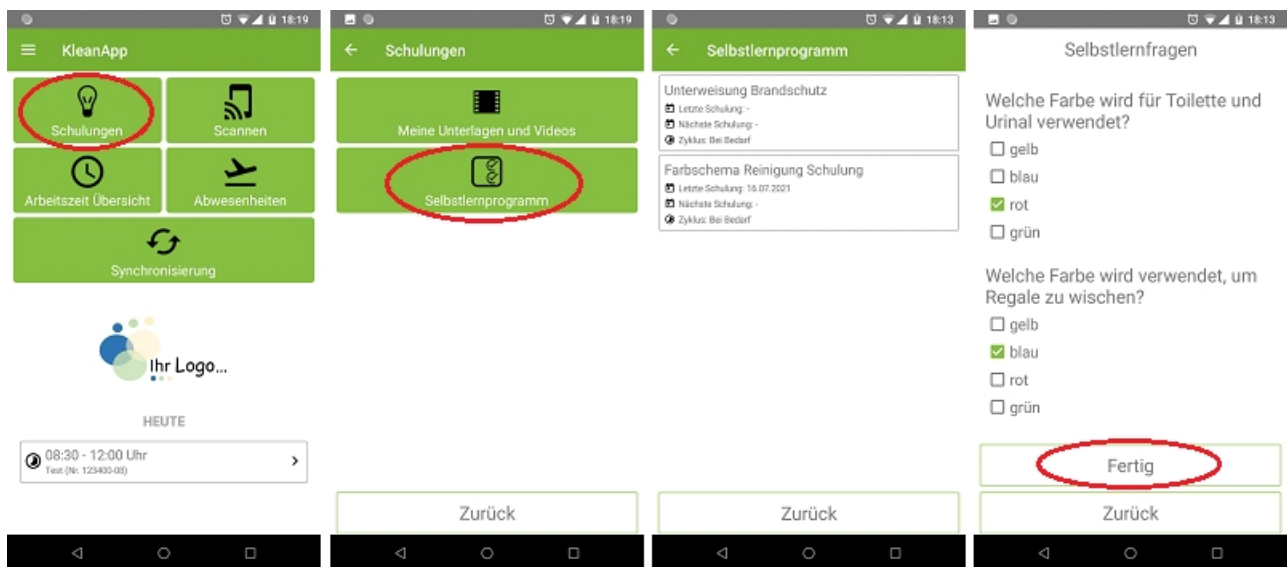 18:19
KleanApp
Schulungen
Scannen
Arbeitszeit Übersicht
Abwesenheiten
Synchronisierung
Ihr Logo...
HEUTE
08:30 - 12:00 Uhr
Test (Nr. 123400-08)
18:19
Schulungen
Meine Unterlagen und Videos
Selbstlernprogramm
Zurück
18:13
Selbstlernprogramm
Unterweisung Brandschutz
Letzte Schulung: -
Nächste Schulung: -
Zyklus: Bei Bedarf
Farbschema Reinigung Schulung
Letzte Schulung: 16.07.2021
Nächste Schulung: -
Zyklus: Bei Bedarf
Zurück
18:13
Selbstlernfragen
Welche Farbe wird für Toilette und
Urinal verwendet?
gelb
blau
rot
grün
Welche Farbe wird verwendet, um
Regale zu wischen?
gelb
blau
rot
grün
Fertig
Zurück